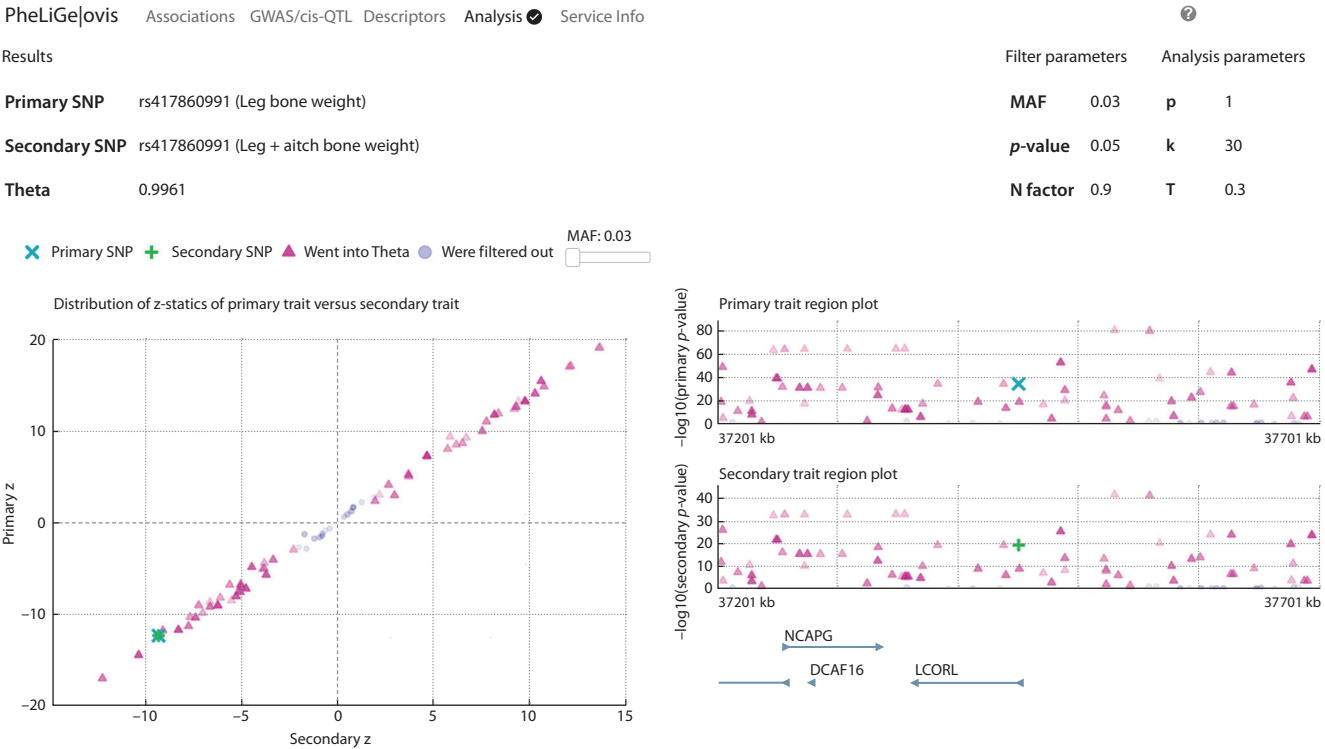 PheLiGe|ovis Associations GWAS/cis-QTL Descriptors Analysis Service Info ?
Results
Filter parameters Analysis parameters
Primary SNP rs417860991 (Leg bone weight)
MAF 0.03 p 1
Secondary SNP rs417860991 (Leg + aitch bone weight)
p-value 0.05 k 30
Theta 0.9961
N factor 0.9 T 0.3
Primary SNP Secondary SNP Went into Theta Were filtered out
MAF: 0.03
Distribution of z-statics of primary trait versus secondary trait
20
10
0
−10
−20
−10 −5 0 5 10 15
Primary z
Secondary z
Primary trait region plot
−log10(primary p-value)
80
60
40
20
0
37201 kb 37701 kb
Secondary trait region plot
−log10(secondary p-value)
40
30
20
10
0
37201 kb 37701 kb
NCAPG
DCAF16 LCORL